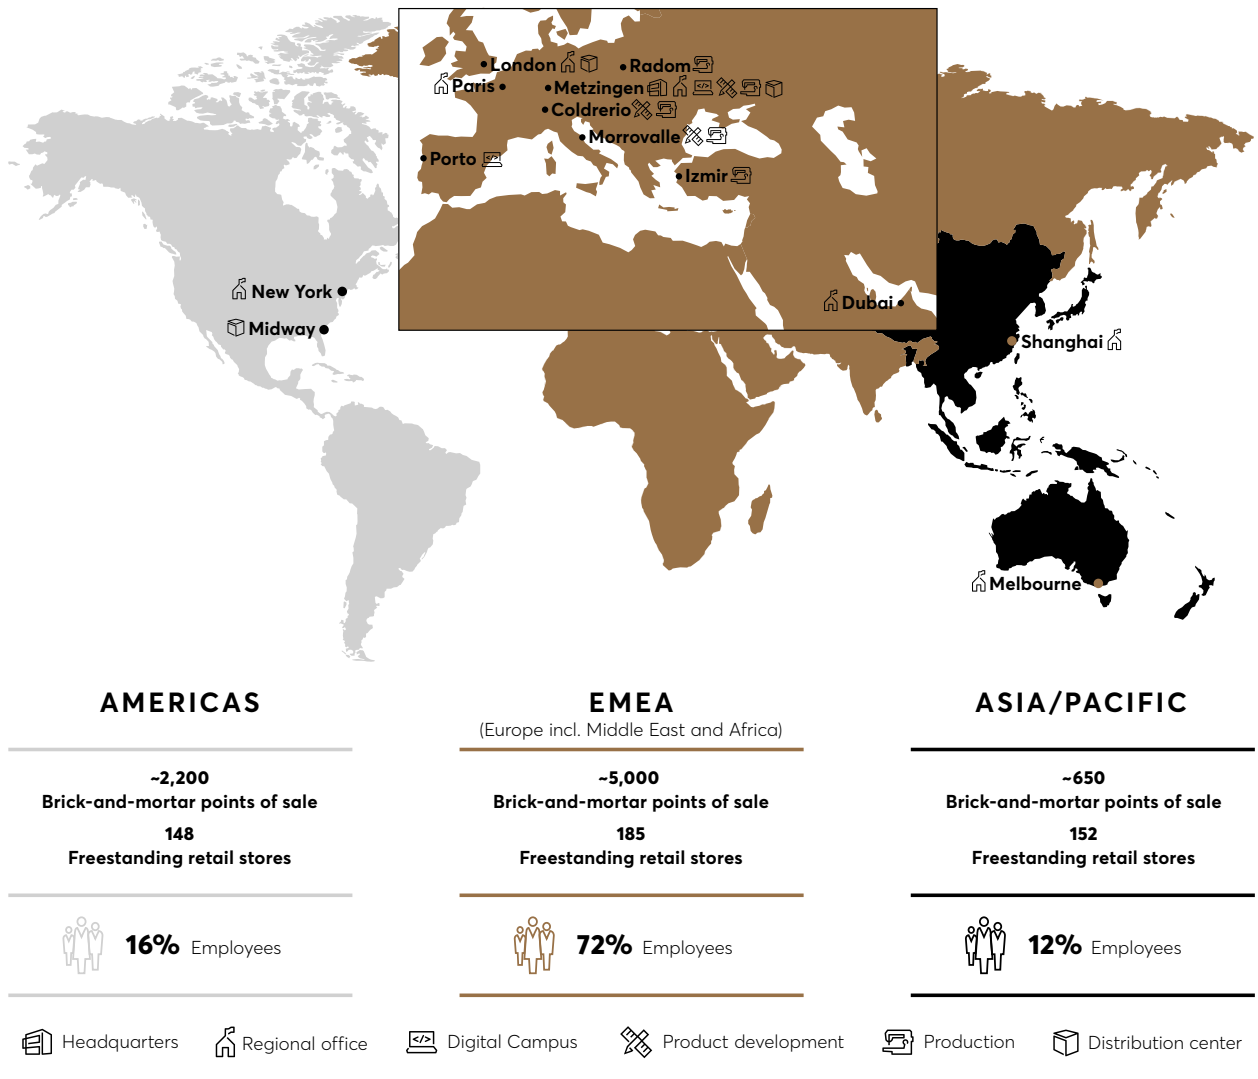 London
Radom
Paris
Metzingen
Coldrerio
Morrovalle
Porto
Izmir
New York
Dubai
Midway
Shanghai
Melbourne
AMERICAS
~2,200
Brick-and-mortar points of sale
148
Freestanding retail stores
16% Employees
EMEA
(Europe incl. Middle East and Africa)
~5,000
Brick-and-mortar points of sale
185
Freestanding retail stores
72% Employees
ASIA/PACIFIC
~650
Brick-and-mortar points of sale
152
Freestanding retail stores
12% Employees
Headquarters
Regional office
Digital Campus
Product development
Production
Distribution center